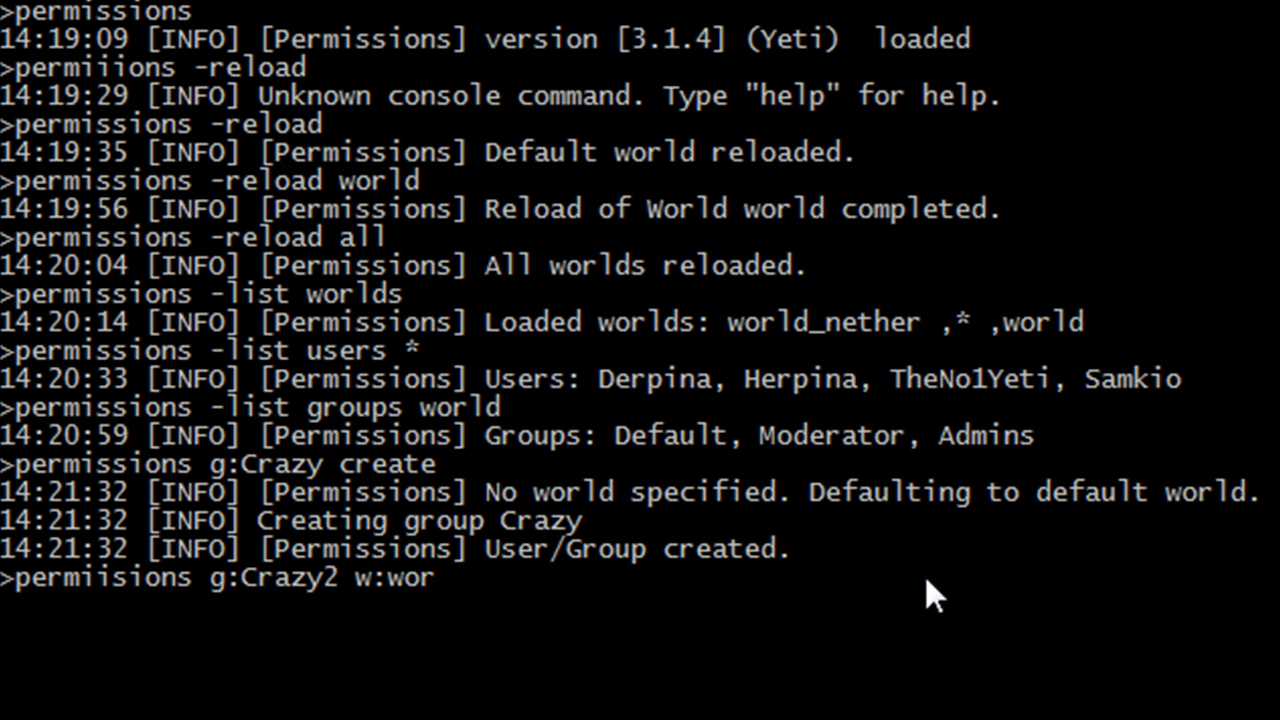 >permissions
14:19:09 [INFO] [Permissions] version [3.1.4] (Yeti)  loaded
>permiiions -reload
14:19:29 [INFO] Unknown console command. Type "help" for help.
>permissions -reload
14:19:35 [INFO] [Permissions] Default world reloaded.
>permissions -reload world
14:19:56 [INFO] [Permissions] Reload of World world completed.
>permissions -reload all
14:20:04 [INFO] [Permissions] All worlds reloaded.
>permissions -list worlds
14:20:14 [INFO] [Permissions] Loaded worlds: world_nether ,* ,world
>permissions -list users *
14:20:33 [INFO] [Permissions] Users: Derpina, Herpina, TheNo1Yeti, Samkio
>permissions -list groups world
14:20:59 [INFO] [Permissions] Groups: Default, Moderator, Admins
>permissions g:Crazy create
14:21:32 [INFO] [Permissions] No world specified. Defaulting to default world.
14:21:32 [INFO] Creating group Crazy
14:21:32 [INFO] [Permissions] User/Group created.
>permiisions g:Crazy2 w:wor